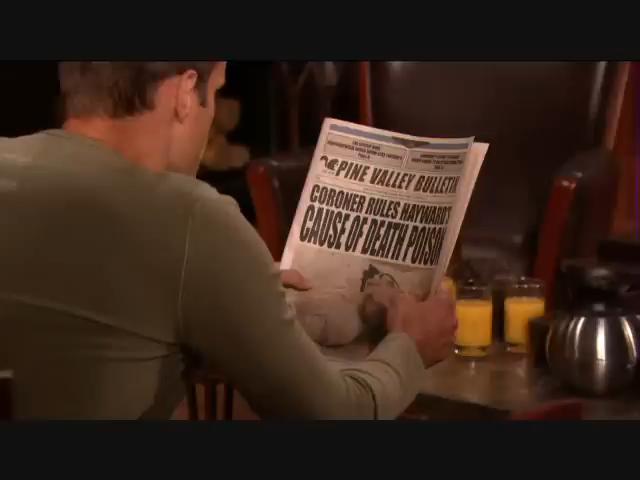 PINE VALLEY BULLETIN
CORONER RULES HAYWARD'S
CAUSE OF DEATH POISON